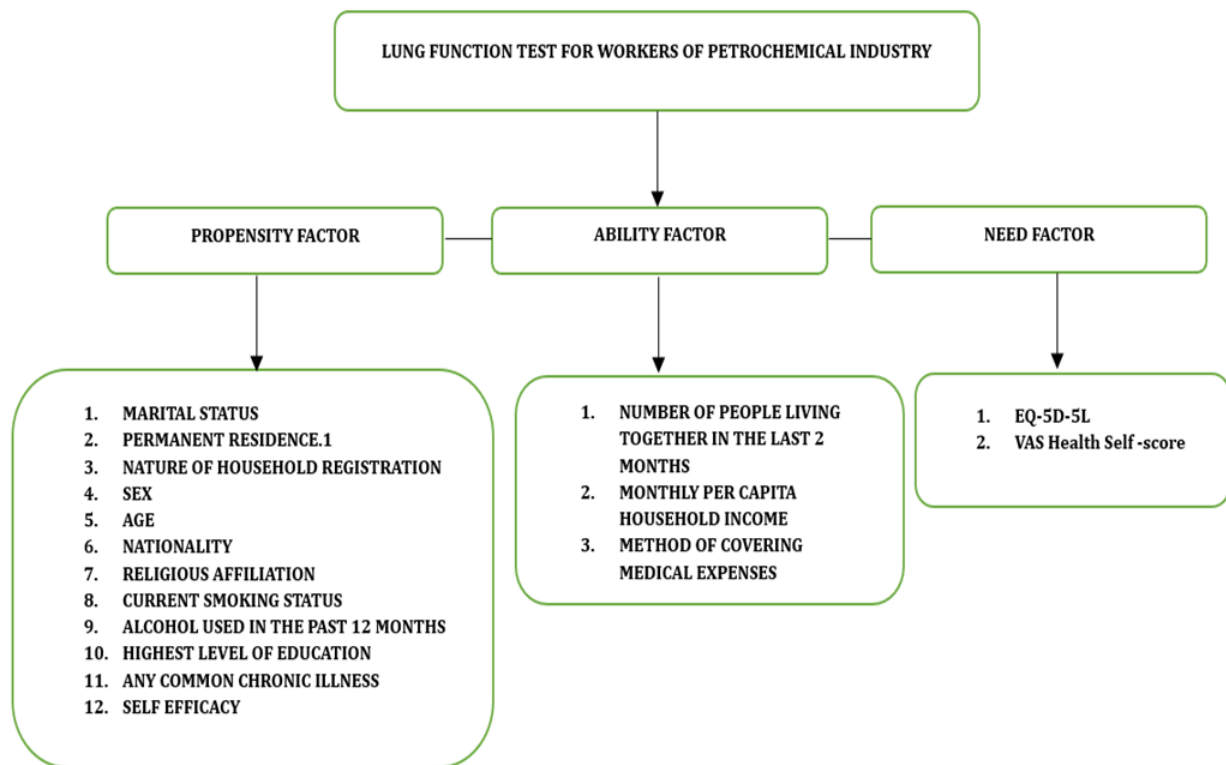 LUNG FUNCTION TEST FOR WORKERS OF PETROCHEMICAL INDUSTRY
PROPENSITY FACTOR
ABILITY FACTOR
NEED FACTOR
1. MARITAL STATUS
2. PERMANENT RESIDENCE.1
3. NATURE OF HOUSEHOLD REGISTRATION
4. SEX
5. AGE
6. NATIONALITY
7. RELIGIOUS AFFILIATION
8. CURRENT SMOKING STATUS
9. ALCOHOL USED IN THE PAST 12 MONTHS
10. HIGHEST LEVEL OF EDUCATION
11. ANY COMMON CHRONIC ILLNESS
12. SELF EFFICACY
1. NUMBER OF PEOPLE LIVING
TOGETHER IN THE LAST 2
MONTHS
2. MONTHLY PER CAPITA
HOUSEHOLD INCOME
3. METHOD OF COVERING
MEDICAL EXPENSES
1. EQ-5D-5L
2. VAS Health Self -score